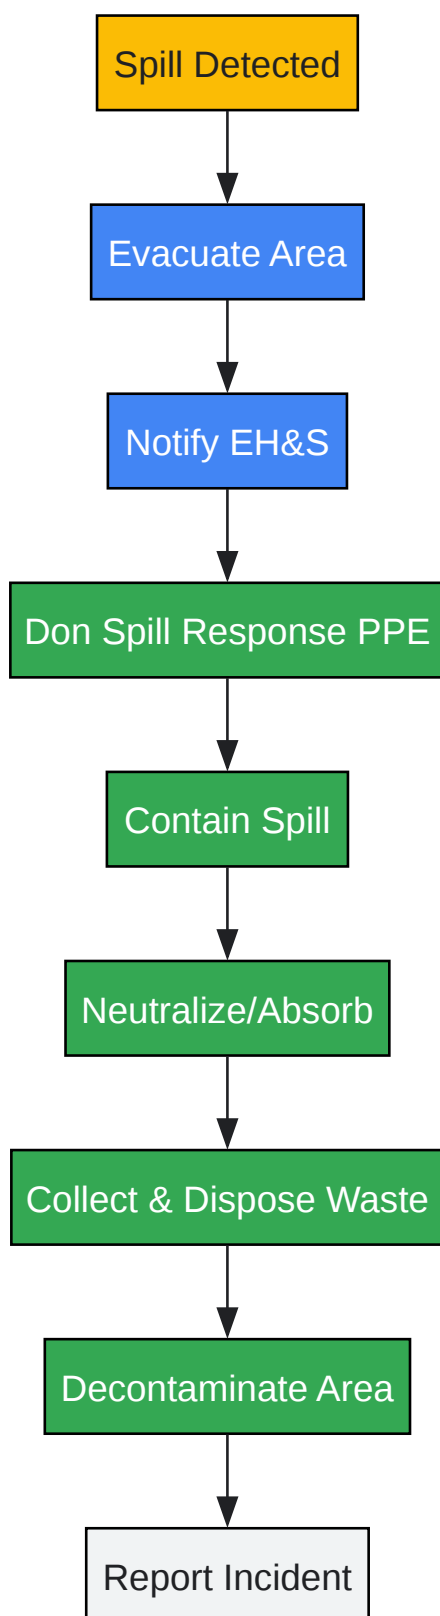 Spill Detected
Evacuate Area
Notify EH&S
Don Spill Response PPE
Contain Spill
Neutralize/Absorb
Collect & Dispose Waste
Decontaminate Area
Report Incident